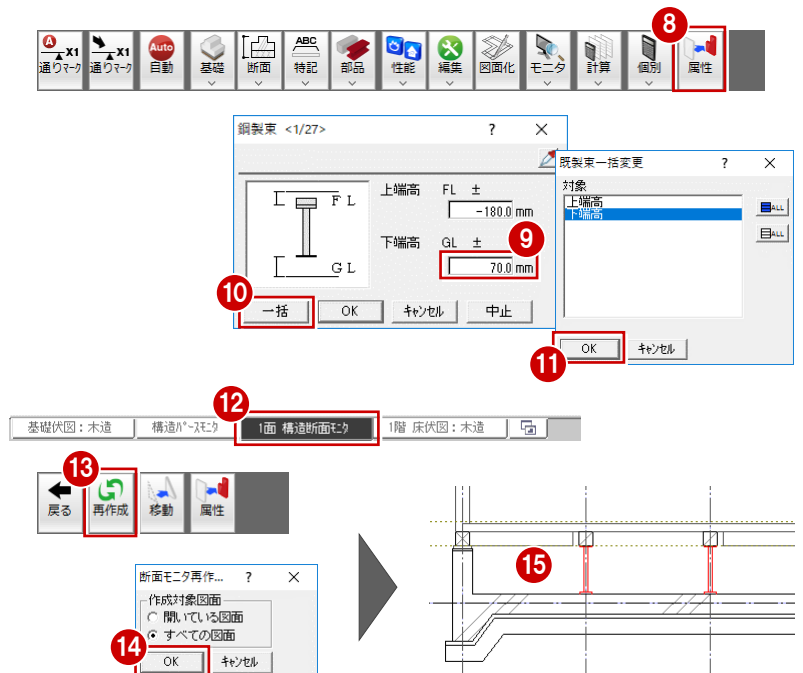 8
A X1 X1 Auto ABC
通りマーク 通りマーク 自動 基礎 断面 特記 部品 性能 編集 図面化 モニタ 計算 個別 属性
鋼製束 <1/27> ? ×
上端高 FL ±
-180.0 mm
下端高 GL ±
9
70.0 mm
F L
G L
10
一括 OK キャンセル 中止
既製束一括変更 ? ×
対象
上端高
下端高
ALL
ALL
OK キャンセル
11
12
基礎伏図：木造 構造パースモニタ 1面 構造断面モニタ 1階 床伏図：木造
13
戻る 再作成 移動 属性
断面モニタ再作... ? ×
作成対象図面
開いている図面
すべての図面
14
OK キャンセル
15